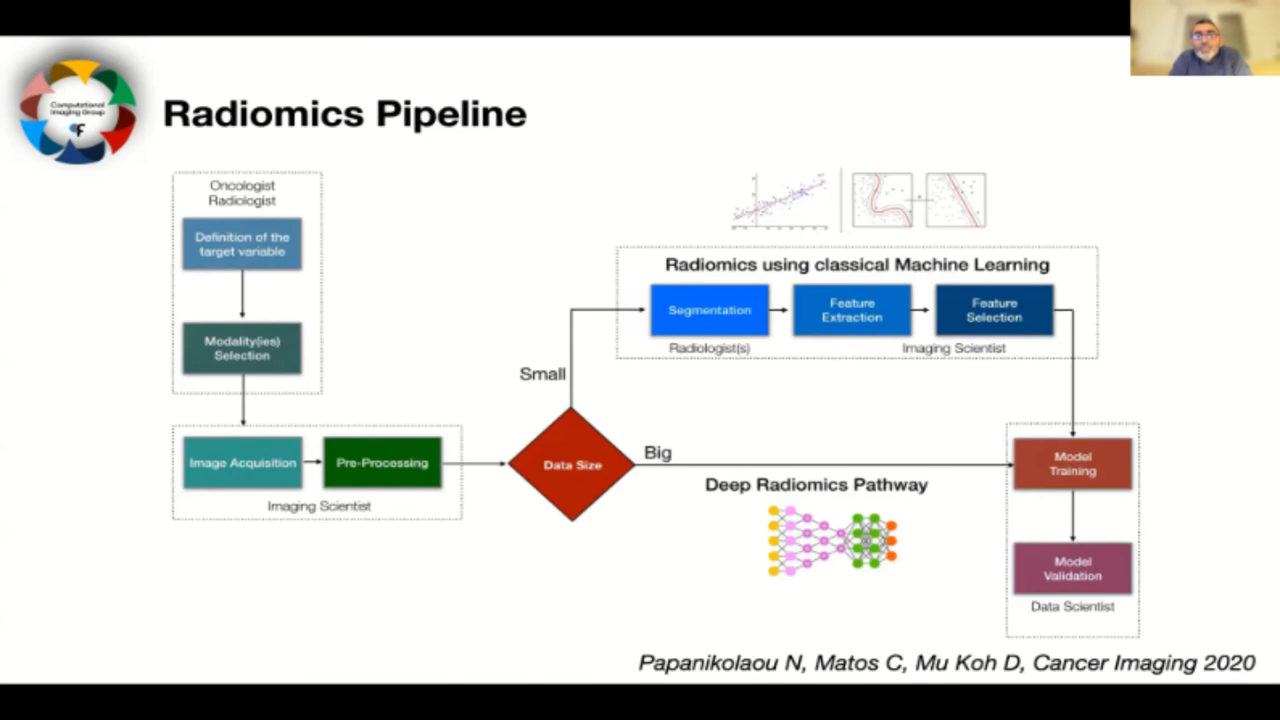 Computational
Imaging Group
Radiomics Pipeline
Oncologist
Radiologist
Definition of the
target variable
Modality(ies)
Selection
Image Acquisition
Pre-Processing
Imaging Scientist
Data Size
Small
Big
Radiomics using classical Machine Learning
Segmentation
Feature
Extraction
Feature
Selection
Radiologist(s)
Imaging Scientist
Deep Radiomics Pathway
Model
Training
Model
Validation
Data Scientist
Papanikolaou N, Matos C, Mu Koh D, Cancer Imaging 2020